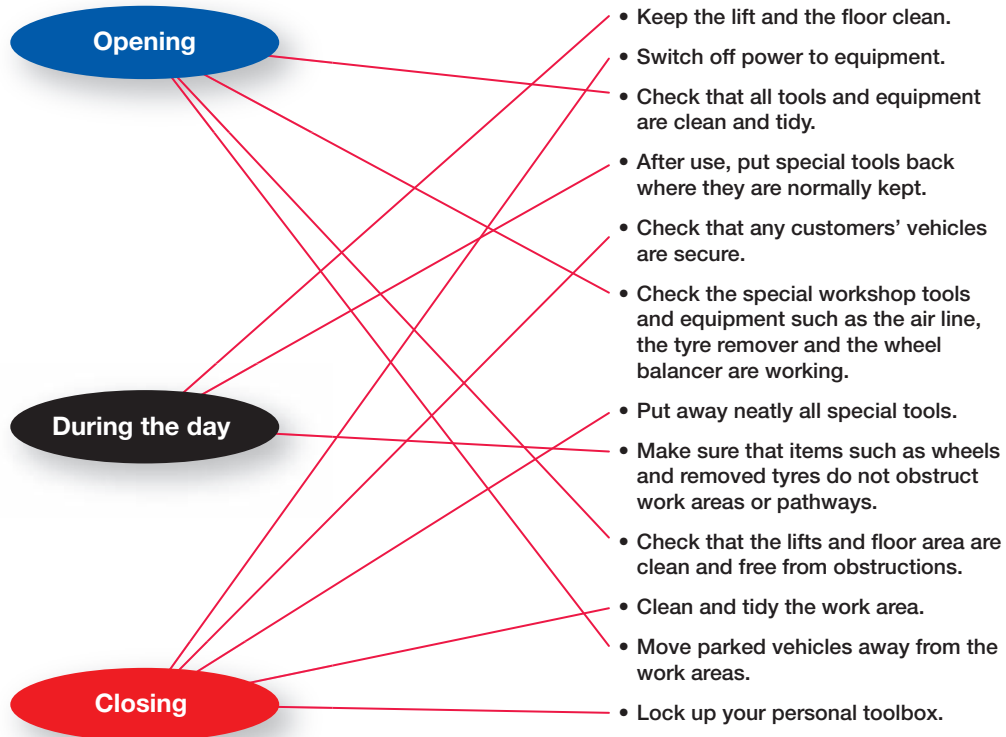 Opening
During the day
Closing
• Keep the lift and the floor clean.
• Switch off power to equipment.
• Check that all tools and equipment
are clean and tidy.
• After use, put special tools back
where they are normally kept.
• Check that any customers’ vehicles
are secure.
• Check the special workshop tools
and equipment such as the air line,
the tyre remover and the wheel
balancer are working.
• Put away neatly all special tools.
• Make sure that items such as wheels
and removed tyres do not obstruct
work areas or pathways.
• Check that the lifts and floor area are
clean and free from obstructions.
• Clean and tidy the work area.
• Move parked vehicles away from the
work areas.
• Lock up your personal toolbox.